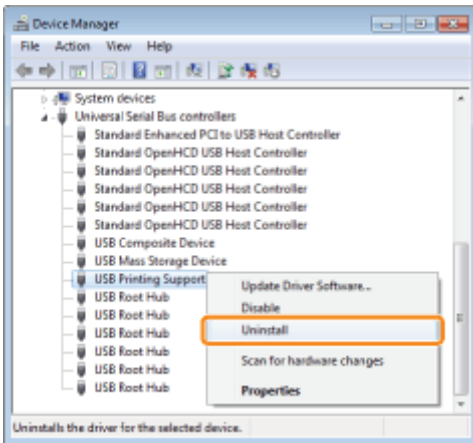 Device Manager
File Action View Help
System devices
Universal Serial Bus controllers
Standard Enhanced PCI to USB Host Controller
Standard OpenHCD USB Host Controller
Standard OpenHCD USB Host Controller
Standard OpenHCD USB Host Controller
Standard OpenHCD USB Host Controller
Standard OpenHCD USB Host Controller
USB Composite Device
USB Mass Storage Device
USB Printing Support
USB Root Hub
USB Root Hub
USB Root Hub
USB Root Hub
USB Root Hub
USB Root Hub
Update Driver Software...
Disable
Uninstall
Scan for hardware changes
Properties
Uninstalls the driver for the selected device.